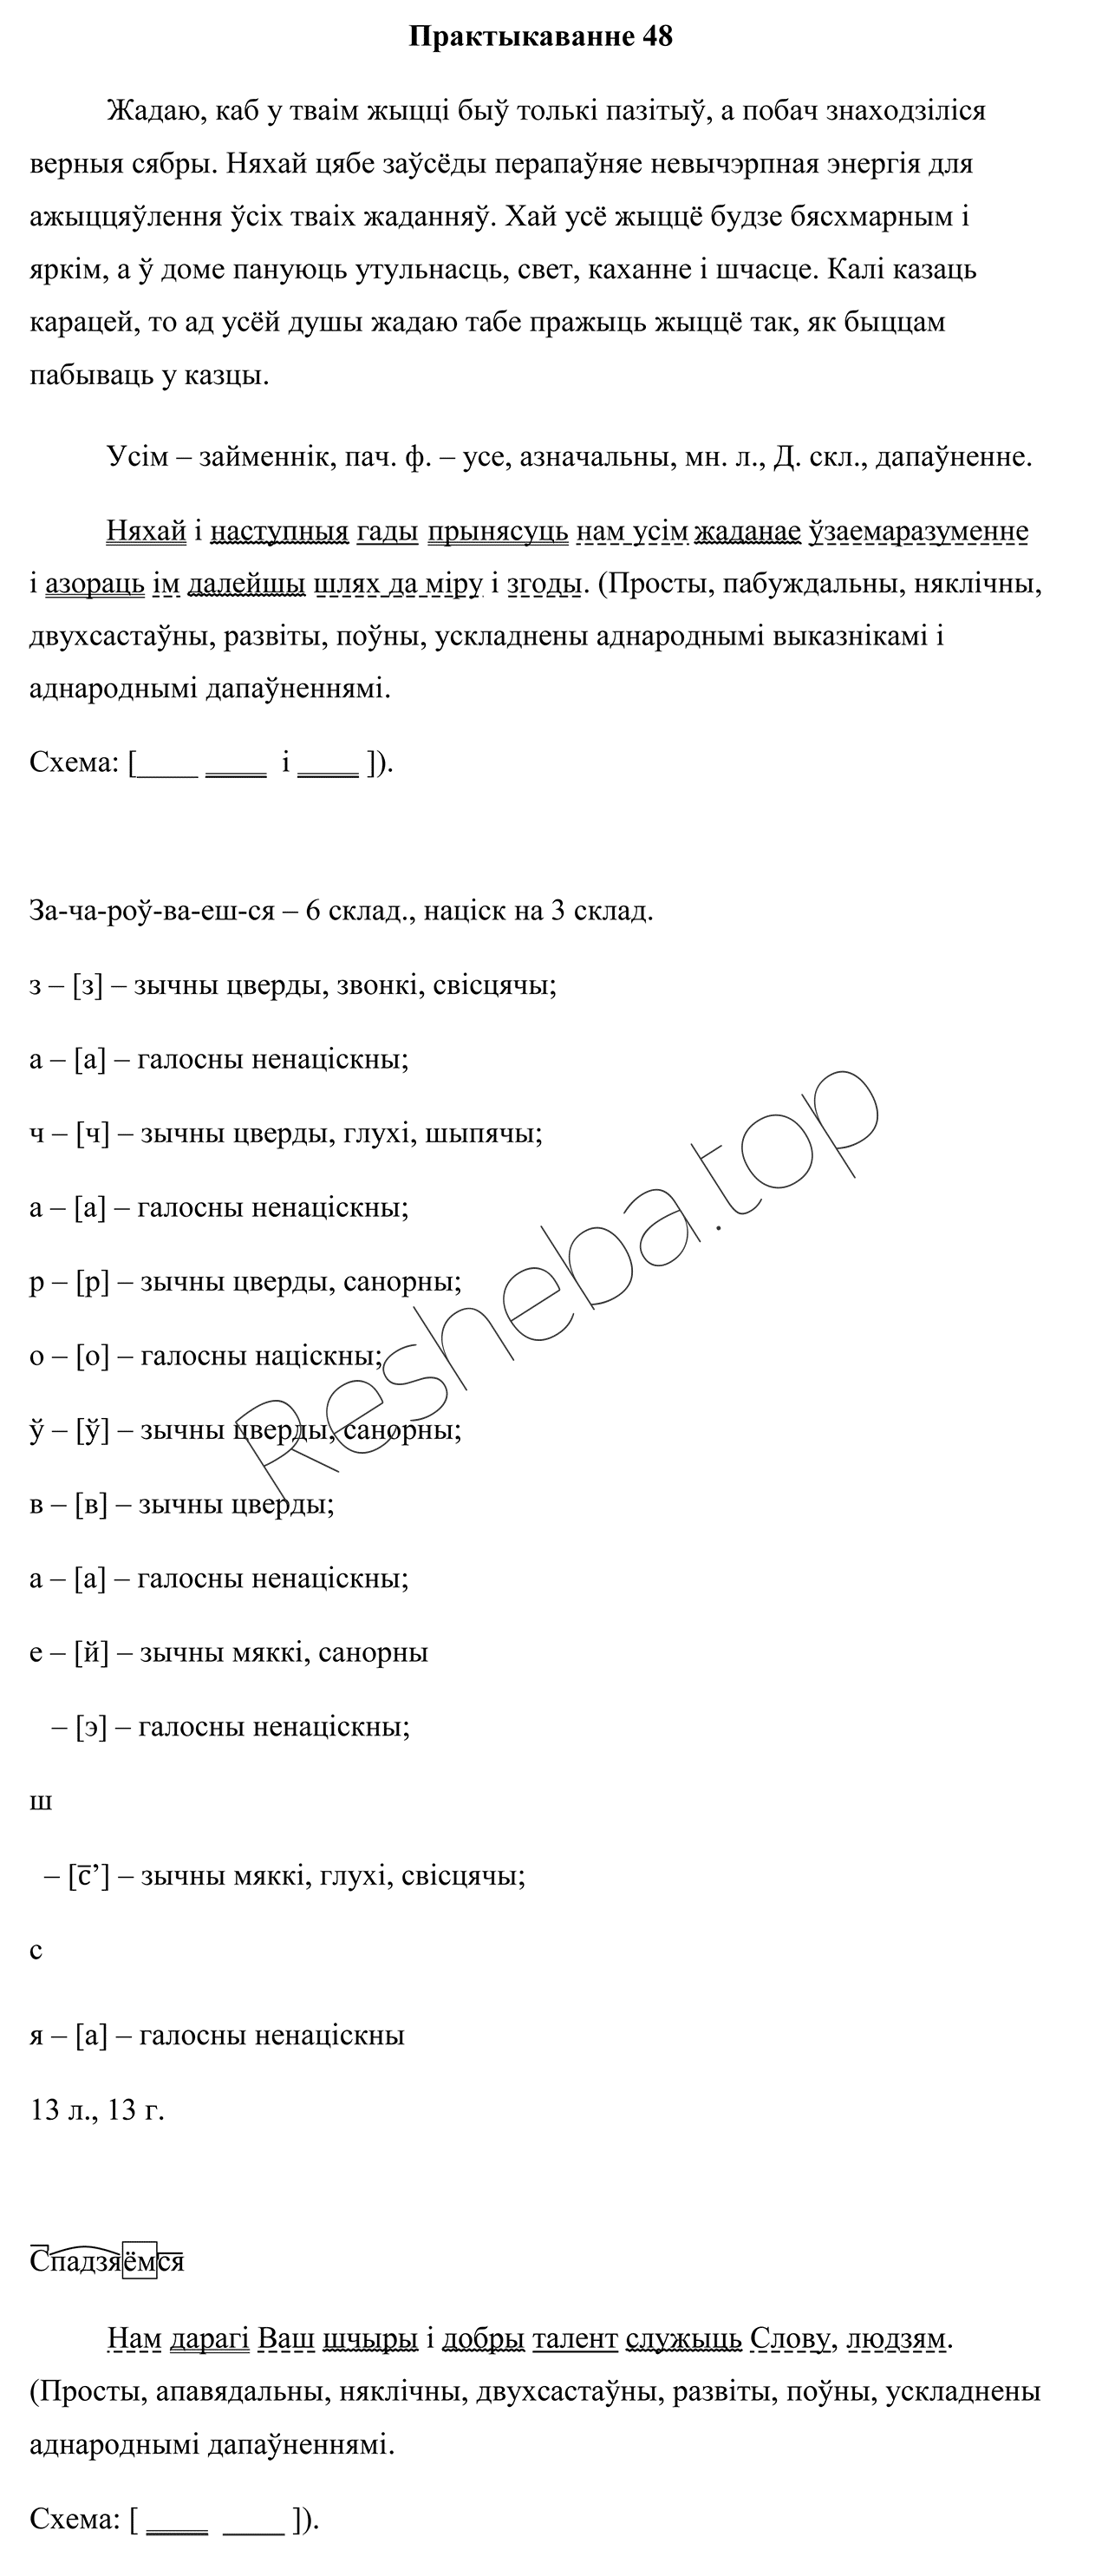 Практыкаванне 48
Жадаю, каб у тваім жыцці быў толькі пазітыў, а побач знаходзіліся
верныя сябры. Няхай цябе заўсёды перапаўняе невычэрпная энергія для
ажыццяўлення ўсіх тваіх жаданняў. Хай усё жыццё будзе бясхмарным і
яркім, а ў доме пануюць утульнасць, свет, каханне і шчасце. Калі казаць
карацей, то ад усёй душы жадаю табе пражыць жыццё так, як быццам
пабываць у казцы.
Усім – займеннік, пач. ф. – усе, азначальны, мн. л., Д. скл., дапаўненне.
Няхай і наступныя гады прынясуць нам усім жаданае ўзаемаразуменне
і азораць ім далейшы шлях да міру і згоды. (Просты, пабуждальны, няклічны,
двухсастаўны, развіты, поўны, ускладнены аднароднымі выказнікамі і
аднароднымі дапаўненнямі.
Схема: [____ ____ і ____ ]).
За-ча-роў-ва-еш-ся – 6 склад., націск на 3 склад.
з – [з] – зычны цверды, звонкі, свісцячы;
а – [а] – галосны ненаціскны;
ч – [ч] – зычны цверды, глухі, шыпячы;
а – [а] – галосны ненаціскны;
р – [р] – зычны цверды, санорны;
о – [о] – галосны націскны;
ў – [ў] – зычны цверды, санорны;
в – [в] – зычны цверды;
а – [а] – галосны ненаціскны;
е – [й] – зычны мяккі, санорны
– [э] – галосны ненаціскны;
ш
– [с̅’] – зычны мяккі, глухі, свісцячы;
с
я – [а] – галосны ненаціскны
13 л., 13 г.
Спадзяёмся
Нам дарагі Ваш шчыры і добры талент служыць Слову, людзям.
(Просты, апавядальны, няклічны, двухсастаўны, развіты, поўны, ускладнены
аднароднымі дапаўненнямі.
Схема: [ ____ ____ ]).
Resheba.top